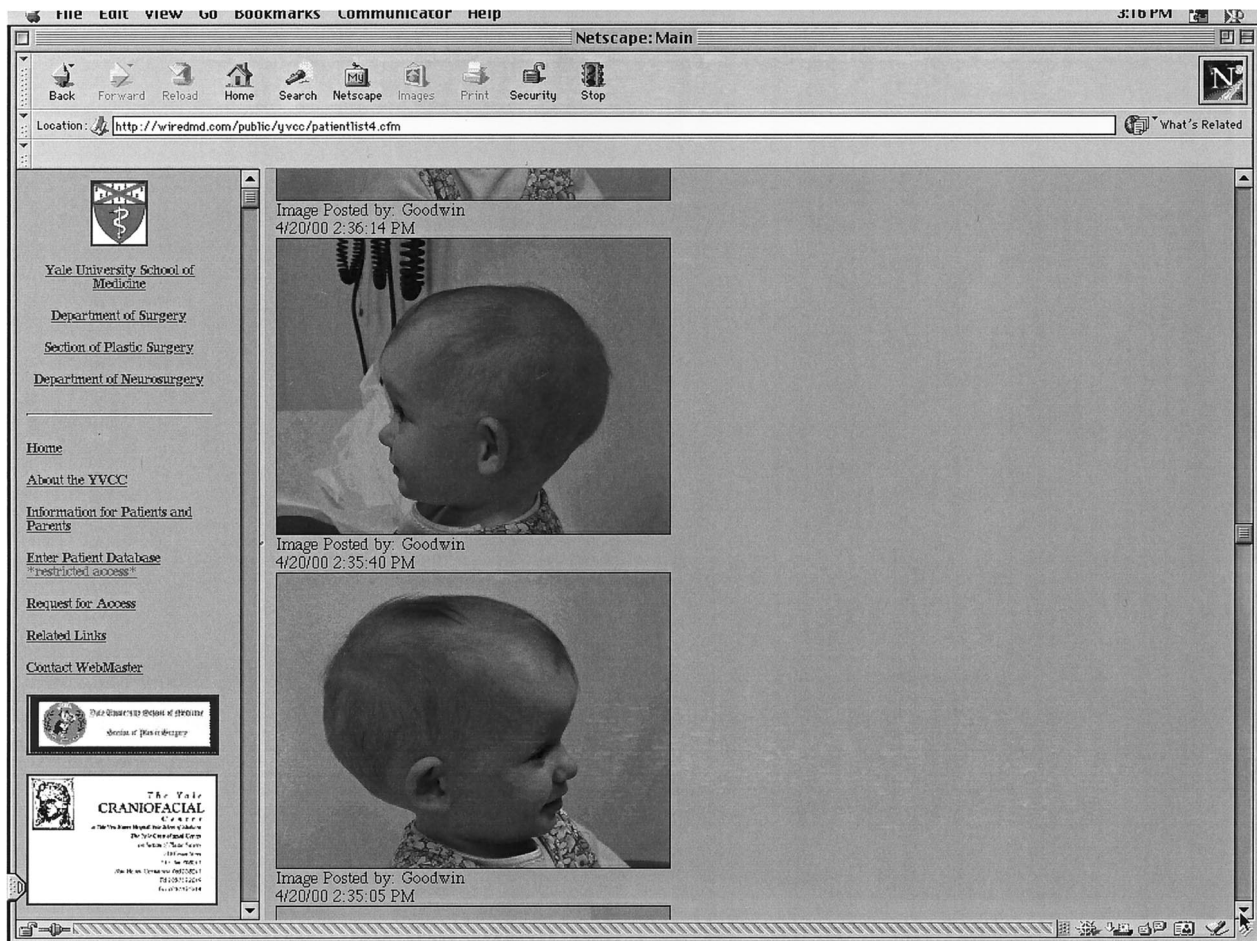 File Edit View Go Bookmarks Communicator Help
3:16 PM
Netscape: Main
Back Forward Reload Home Search Netscape Images Print Security Stop
My
N
Location: http://wiredmd.com/public/yvcc/patientlist4.cfm
What's Related
Yale University School of
Medicine
Department of Surgery
Section of Plastic Surgery
Department of Neurosurgery
Home
About the YVCC
Information for Patients and
Parents
Enter Patient Database
*restricted access*
Request for Access
Related Links
Contact WebMaster
Yale University School of Medicine
Section of Plastic Surgery
The Yale
CRANIOFACIAL
Center
Image Posted by: Goodwin
4/20/00 2:36:14 PM
Image Posted by: Goodwin
4/20/00 2:35:40 PM
Image Posted by: Goodwin
4/20/00 2:35:05 PM